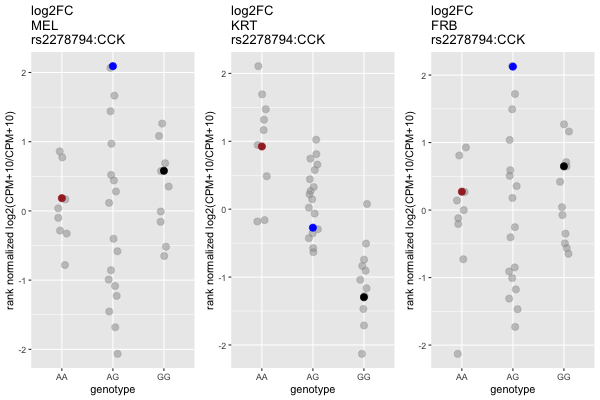 log2FC
MEL
rs2278794:CCK
rank normalized log2(CPM+10/CPM+10)
2
1
0
-1
-2
AA
AG
GG
genotype
log2FC
KRT
rs2278794:CCK
rank normalized log2(CPM+10/CPM+10)
2
1
0
-1
-2
AA
AG
GG
genotype
log2FC
FRB
rs2278794:CCK
rank normalized log2(CPM+10/CPM+10)
2
1
0
-1
-2
AA
AG
GG
genotype